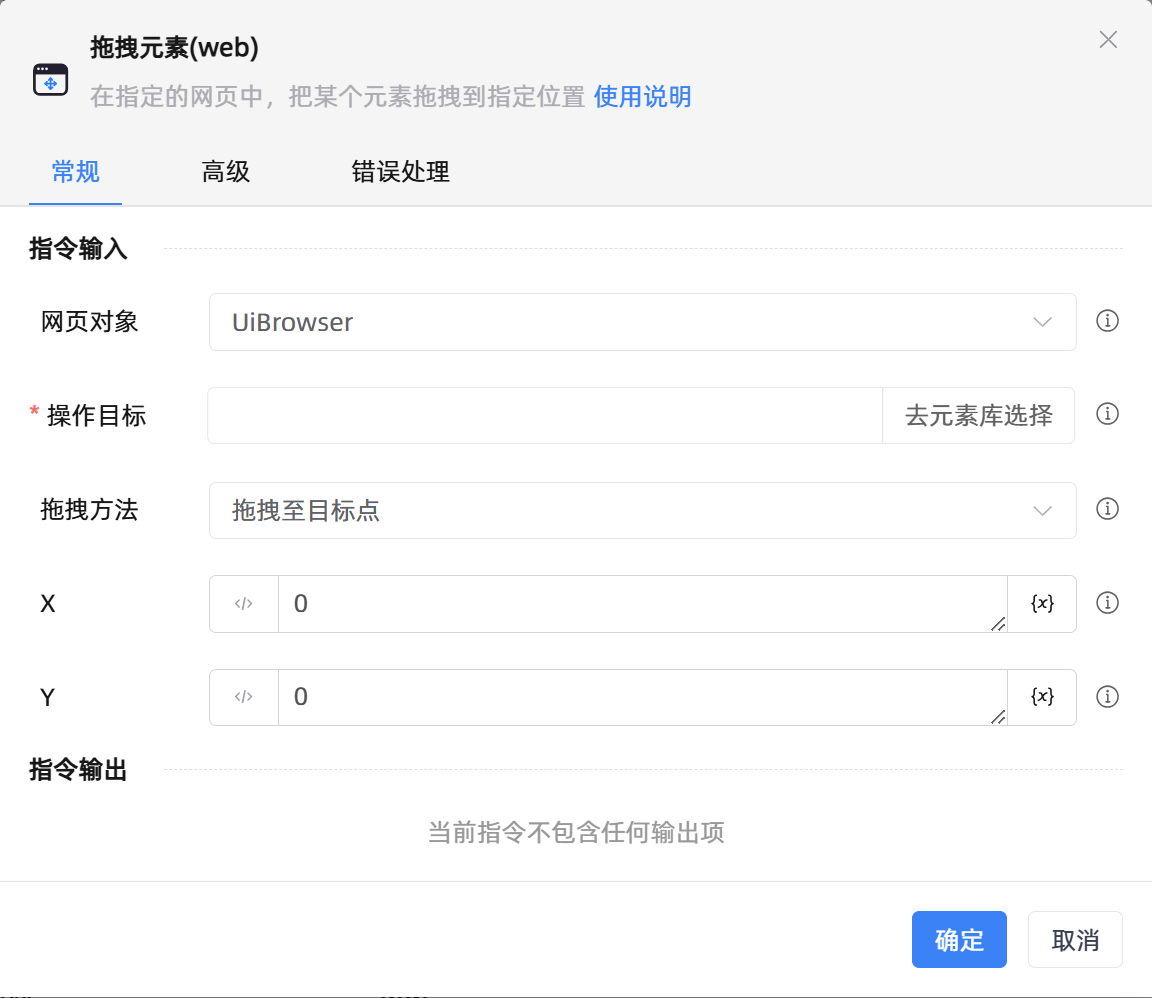 拖拽元素(web)
在指定的网页中，把某个元素拖拽到指定位置 使用说明
常规 高级 错误处理
指令输入
网页对象 UiBrowser
* 操作目标 去元素库选择
拖拽方法 拖拽至目标点
X </> 0 {x}
Y </> 0 {x}
指令输出
当前指令不包含任何输出项
确定 取消